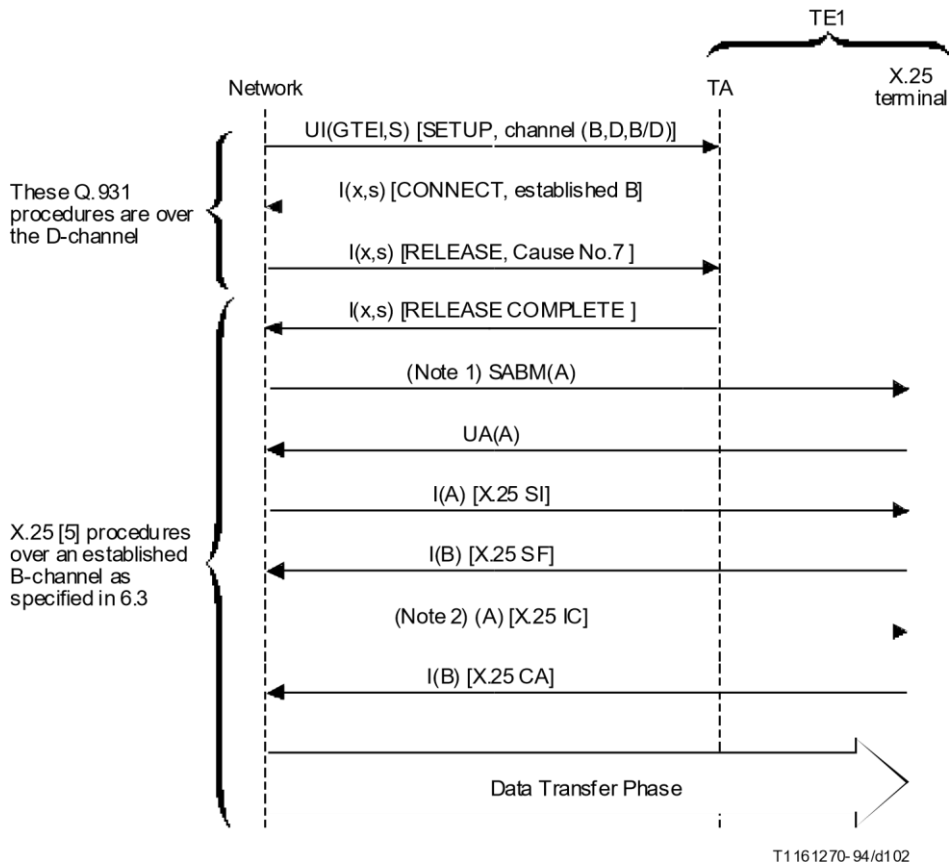 TE1
Network
TA
X.25
terminal
UI(GTEI,S) [SETUP, channel (B,D,B/D)]
These Q.931
procedures are over
the D-channel
I(x,s) [CONNECT, established B]
I(x,s) [RELEASE, Cause No.7 ]
I(x,s) [RELEASE COMPLETE ]
(Note 1) SABM(A)
UA(A)
I(A) [X.25 SI]
X.25 [5] procedures
over an established
B-channel as
specified in 6.3
I(B) [X.25 SF]
(Note 2) (A) [X.25 IC]
I(B) [X.25 CA]
Data Transfer Phase
T1161270-94/d102